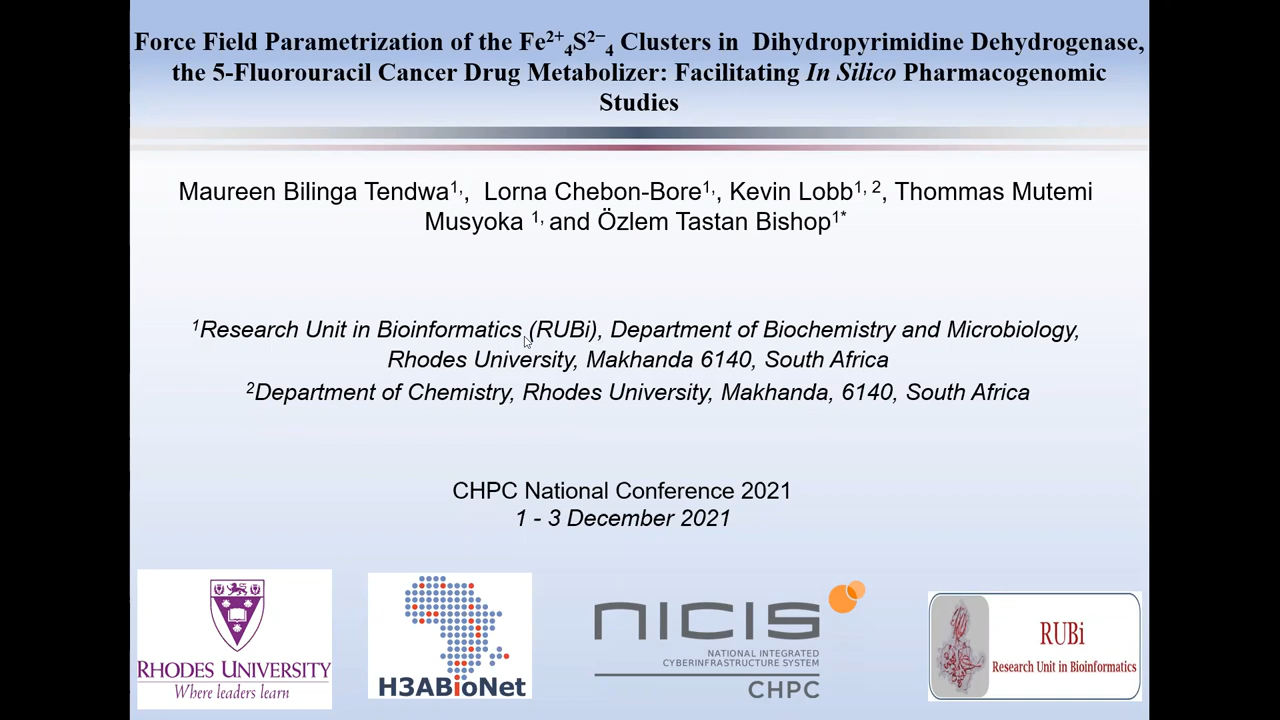 Force Field Parametrization of the Fe²⁺₄S²⁻₄ Clusters in Dihydropyrimidine Dehydrogenase,
the 5-Fluorouracil Cancer Drug Metabolizer: Facilitating In Silico Pharmacogenomic
Studies
Maureen Bilinga Tendwa¹,, Lorna Chebon-Bore¹,, Kevin Lobb¹, ², Thommas Mutemi
Musyoka ¹, and Özlem Tastan Bishop¹*
¹Research Unit in Bioinformatics (RUBi), Department of Biochemistry and Microbiology,
Rhodes University, Makhanda 6140, South Africa
²Department of Chemistry, Rhodes University, Makhanda, 6140, South Africa
CHPC National Conference 2021
1 - 3 December 2021
RHODES UNIVERSITY
Where leaders learn
H3ABioNet
NICIS
NATIONAL INTEGRATED
CYBERINFRASTRUCTURE SYSTEM
CHPC
RUBi
Research Unit in Bioinformatics